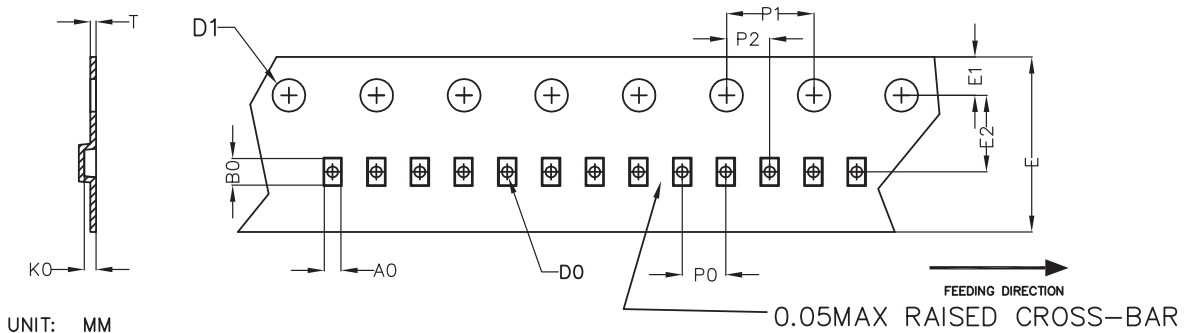 T
D1
P1
P2
E1
E2
E
B0
K0
A0
D0
P0
FEEDING DIRECTION
0.05MAX RAISED CROSS-BAR
UNIT: MM